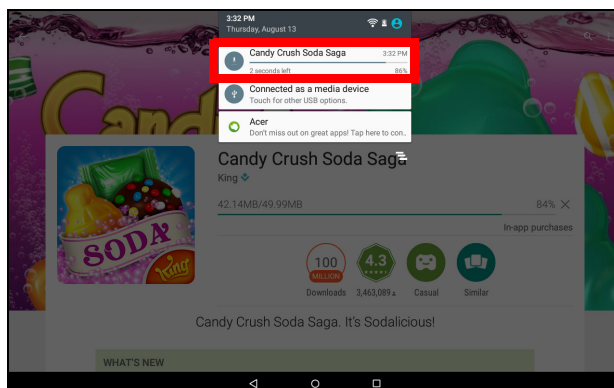 3:32 PM
Thursday, August 13
Candy Crush Soda Saga 3:32 PM
2 seconds left 86%
Connected as a media device
Touch for other USB options.
Acer
Don't miss out on great apps! Tap here to con..
Candy Crush Soda Saga
King
42.14MB/49.99MB 84%
In-app purchases
SODA
King
100
MILLION
4.3
Downloads 3,463,089 Casual Similar
Candy Crush Soda Saga. It's Sodalicious!
WHAT'S NEW